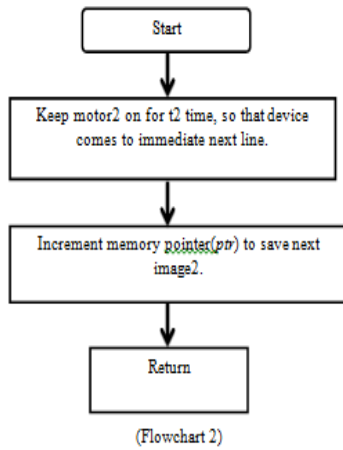 Start
Keep motor2 on for t2 time, so that device
comes to immediate next line.
Increment memory pointer(ptr) to save next
image2.
Return
(Flowchart 2)